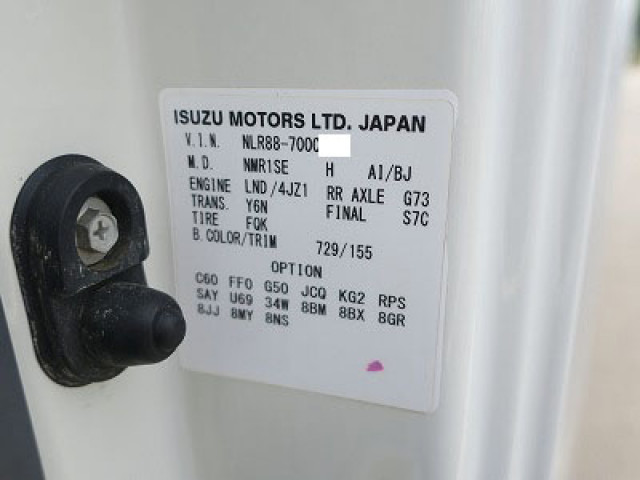 ISUZU MOTORS LTD. JAPAN
V.I.N. NLR88-7000
M.D. NMR1SE H A1/BJ
ENGINE LND/4JZ1 RR AXLE G73
TRANS. Y6N FINAL S7C
TIRE FQK
B.COLOR/TRIM 729/155
OPTION
C60 FF0 G50 JCQ KG2 RPS
SAY U69 34W 8BM 8BX 8GR
8JJ 8MY 8NS